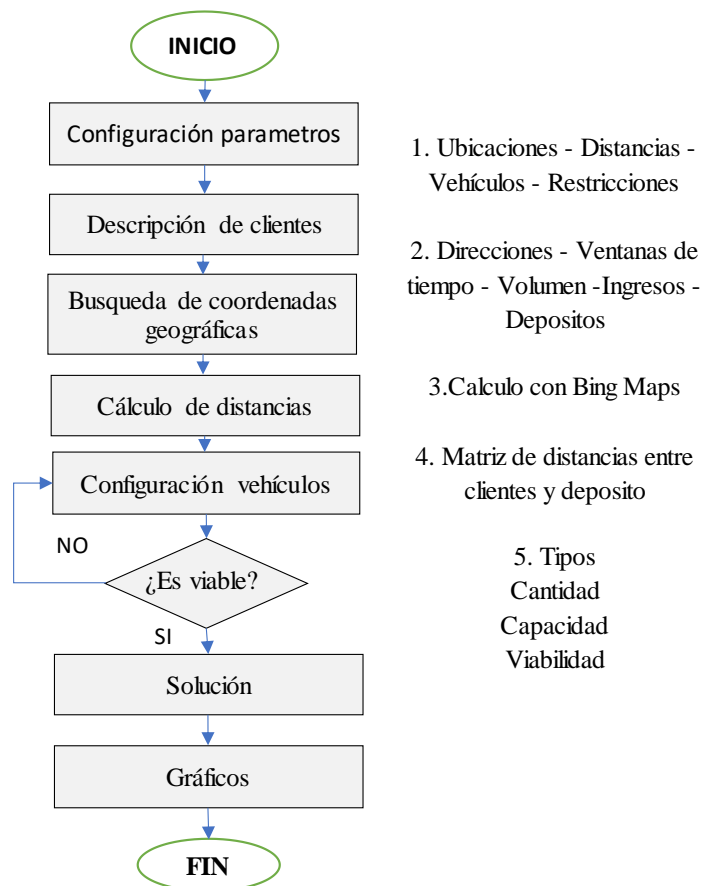 INICIO
Configuración parametros
Descripción de clientes
Busqueda de coordenadas
geográficas
Cálculo de distancias
Configuración vehículos
NO
¿Es viable?
SI
Solución
Gráficos
FIN
1. Ubicaciones - Distancias -
Vehículos - Restricciones
2. Direcciones - Ventanas de
tiempo - Volumen -Ingresos -
Depositos
3.Calculo con Bing Maps
4. Matriz de distancias entre
clientes y deposito
5. Tipos
Cantidad
Capacidad
Viabilidad